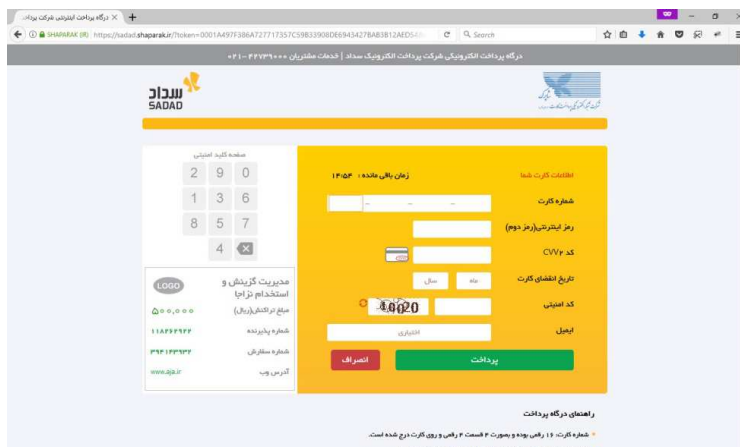 درگاه پرداخت اینترنتی شرکت پرداخت
SHAPARAK (IR)
https://sadad.shaparak.ir/?token=0001A497F386A727717357C59B33908DE6943427BA83B12AED5
Search
درگاه پرداخت الکترونیکی شرکت پرداخت الکترونیک سداد | خدمات مشتریان ۴۲۷۳۹۰۰۰-۰۲۱
سداد
SADAD
صفحه کلید امنیتی
2 9 0
1 3 6
8 5 7
4
اطلاعات کارت شما
زمان باقی مانده : ۱۴:۵۴
شماره کارت
رمز اینترنتی(رمز دوم)
کد CVV۲
تاریخ انقضای کارت
ماه
سال
کد امنیتی
ایمیل
اختیاری
پرداخت
انصراف
LOGO
مدیریت گزینش و
استخدام نزاجا
مبلغ تراکنش(ریال)
۵۰۰,۰۰۰
شماره پذیرنده
شماره سفارش
آدرس وب
www.aja.ir
راهنمای درگاه پرداخت
شماره کارت: ۱۶ رقمی بوده و بصورت ۴ قسمت ۴ رقمی و روی کارت درج شده است.